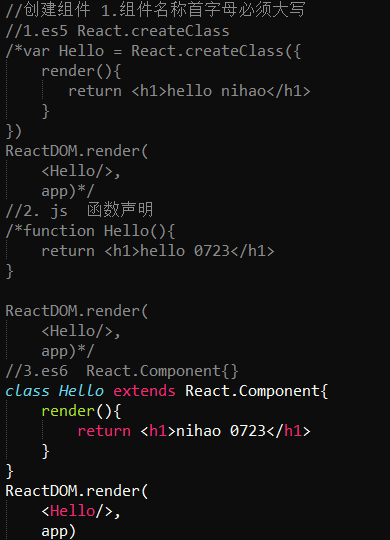 //创建组件 1.组件名称首字母必须大写
//1.es5 React.createClass
/*var Hello = React.createClass({
    render(){
       return <h1>hello nihao</h1>
    }
})
ReactDOM.render(
    <Hello/>,
    app)*/
//2. js  函数声明
/*function Hello(){
    return <h1>hello 0723</h1>
}

ReactDOM.render(
    <Hello/>,
    app)*/
//3.es6  React.Component{}
class Hello extends React.Component{
    render(){
        return <h1>nihao 0723</h1>
    }
}
ReactDOM.render(
    <Hello/>,
    app)